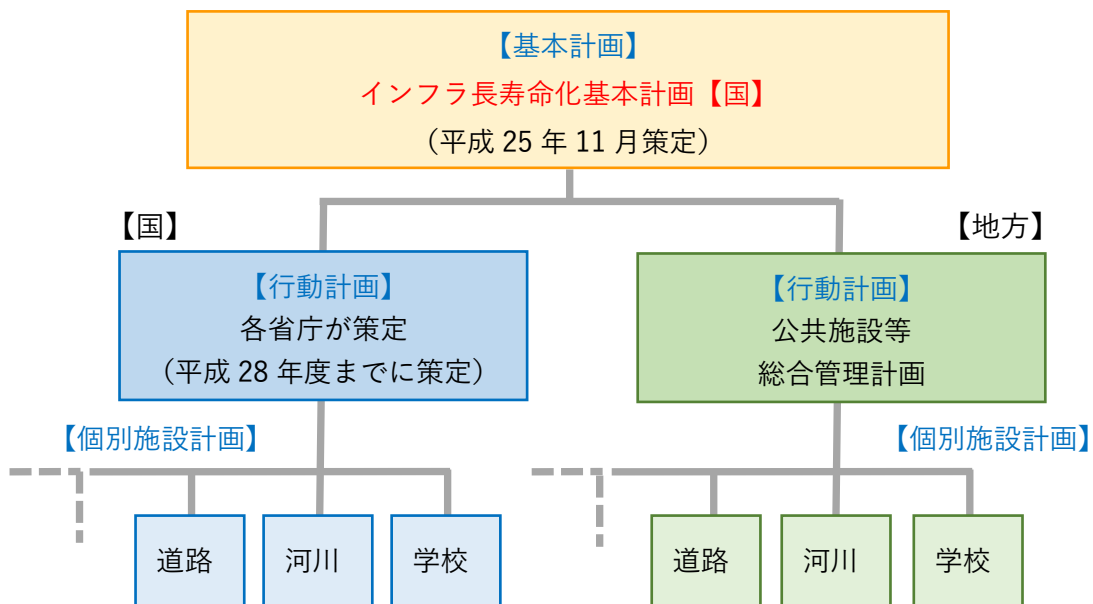 【基本計画】
インフラ長寿命化基本計画【国】
（平成 25 年 11 月策定）
【国】
【地方】
【行動計画】
各省庁が策定
（平成 28 年度までに策定）
【行動計画】
公共施設等
総合管理計画
【個別施設計画】
【個別施設計画】
道路
河川
学校
道路
河川
学校